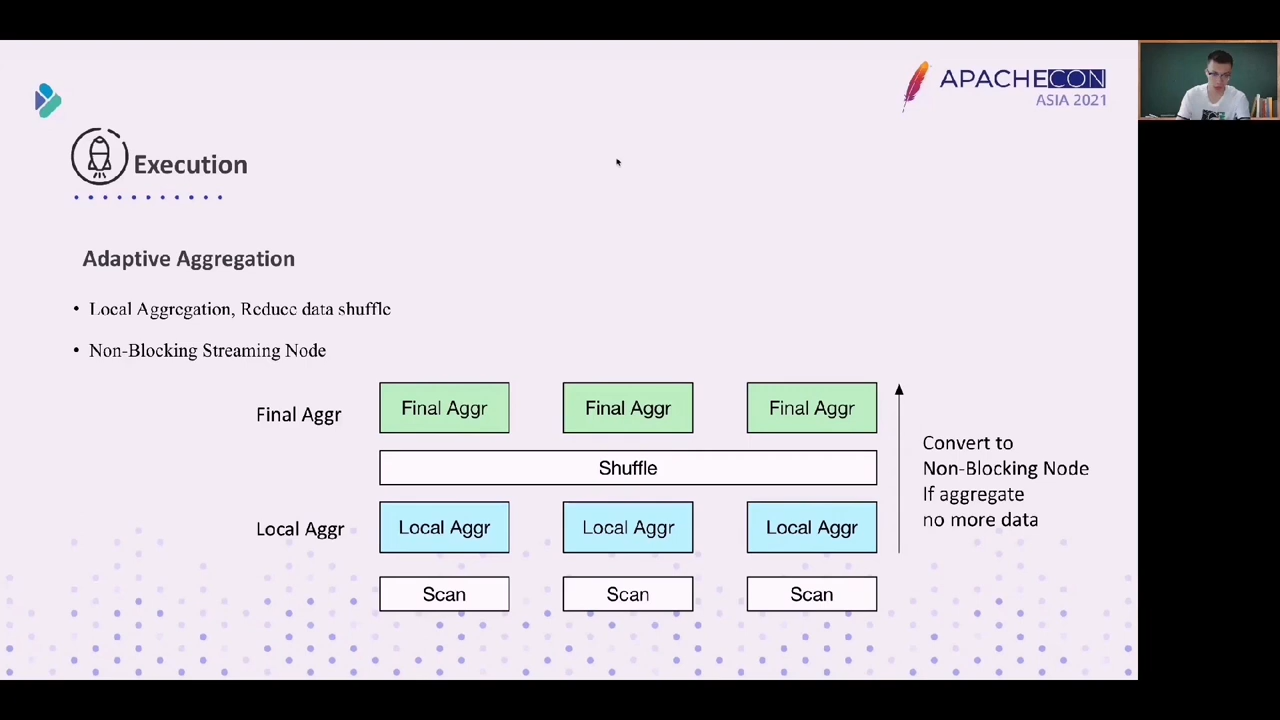 APACHECON
ASIA 2021
Execution
Adaptive Aggregation
• Local Aggregation, Reduce data shuffle
• Non-Blocking Streaming Node
Final Aggr
Final Aggr
Final Aggr
Final Aggr
Shuffle
Local Aggr
Local Aggr
Local Aggr
Local Aggr
Scan
Scan
Scan
Convert to
Non-Blocking Node
If aggregate
no more data